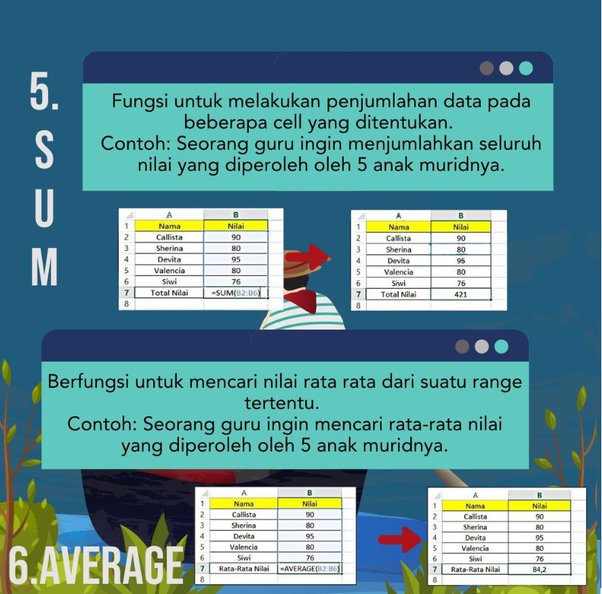 5.
SUM
Fungsi untuk melakukan penjumlahan data pada
beberapa cell yang ditentukan.
Contoh: Seorang guru ingin menjumlahkan seluruh
nilai yang diperoleh oleh 5 anak muridnya.
A B
1 Nama Nilai
2 Callista 90
3 Sherina 80
4 Devita 95
5 Valencia 80
6 Siwi 76
7 Total Nilai =SUM(B2:B6)
8
A B
1 Nama Nilai
2 Callista 90
3 Sherina 80
4 Devita 95
5 Valencia 80
6 Siwi 76
7 Total Nilai 421
8
Berfungsi untuk mencari nilai rata rata dari suatu range
tertentu.
Contoh: Seorang guru ingin mencari rata-rata nilai
yang diperoleh oleh 5 anak muridnya.
6.AVERAGE
A B
1 Nama Nilai
2 Callista 90
3 Sherina 80
4 Devita 95
5 Valencia 80
6 Siwi 76
7 Rata-Rata Nilai =AVERAGE(B2:B6)
8
A B
1 Nama Nilai
2 Callista 90
3 Sherina 80
4 Devita 95
5 Valencia 80
6 Siwi 76
7 Rata-Rata Nilai 84,2
8